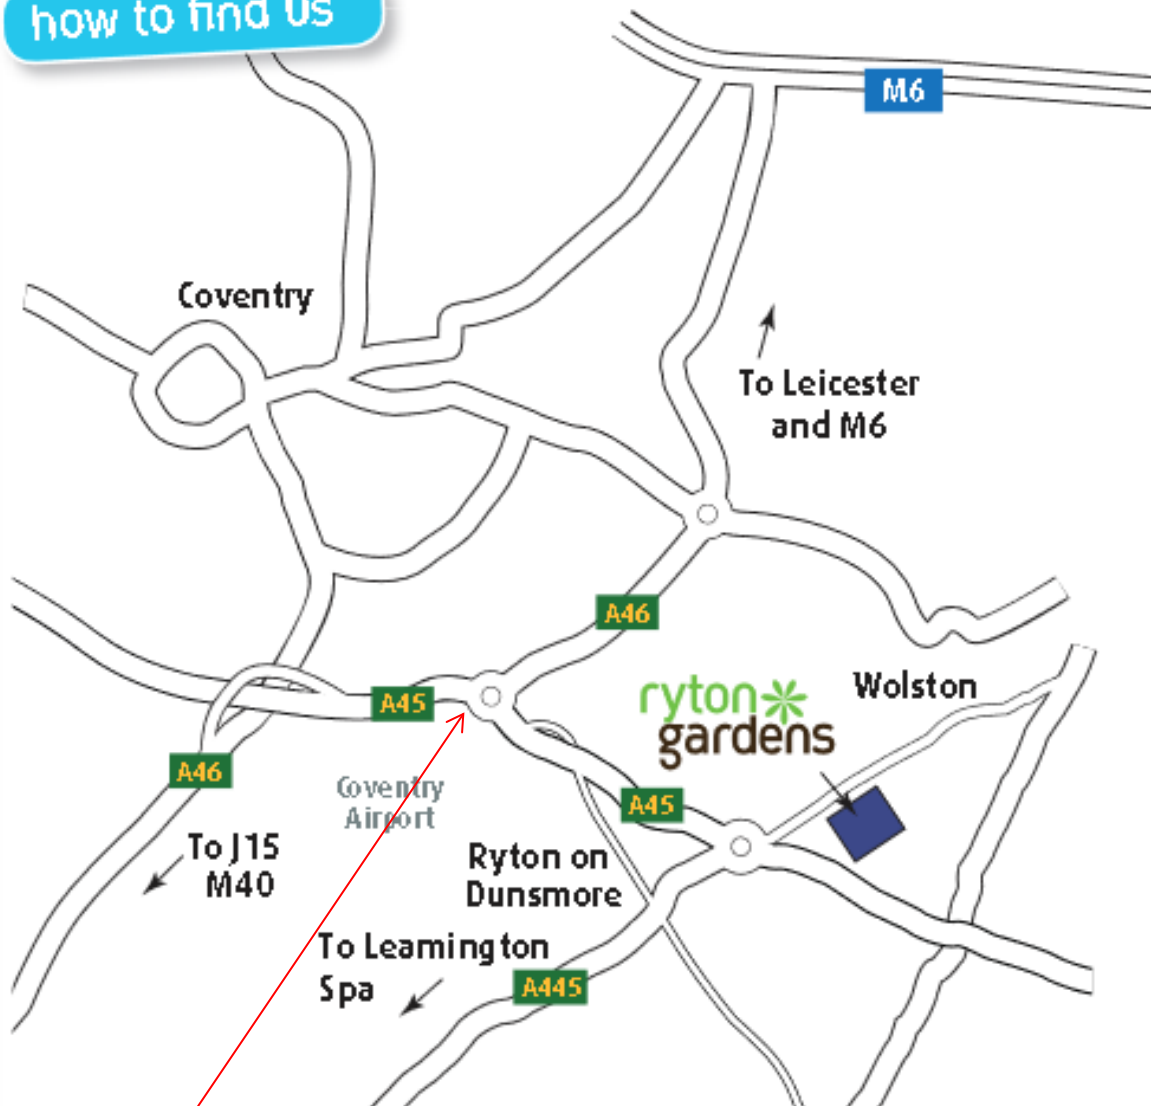 how to find us
M6
Coventry
To Leicester
and M6
A46
Wolston
ryton
gardens
A45
A46
Coventry
Airport
A45
To J15
M40
Ryton on
Dunsmore
To Leamington
Spa
A445